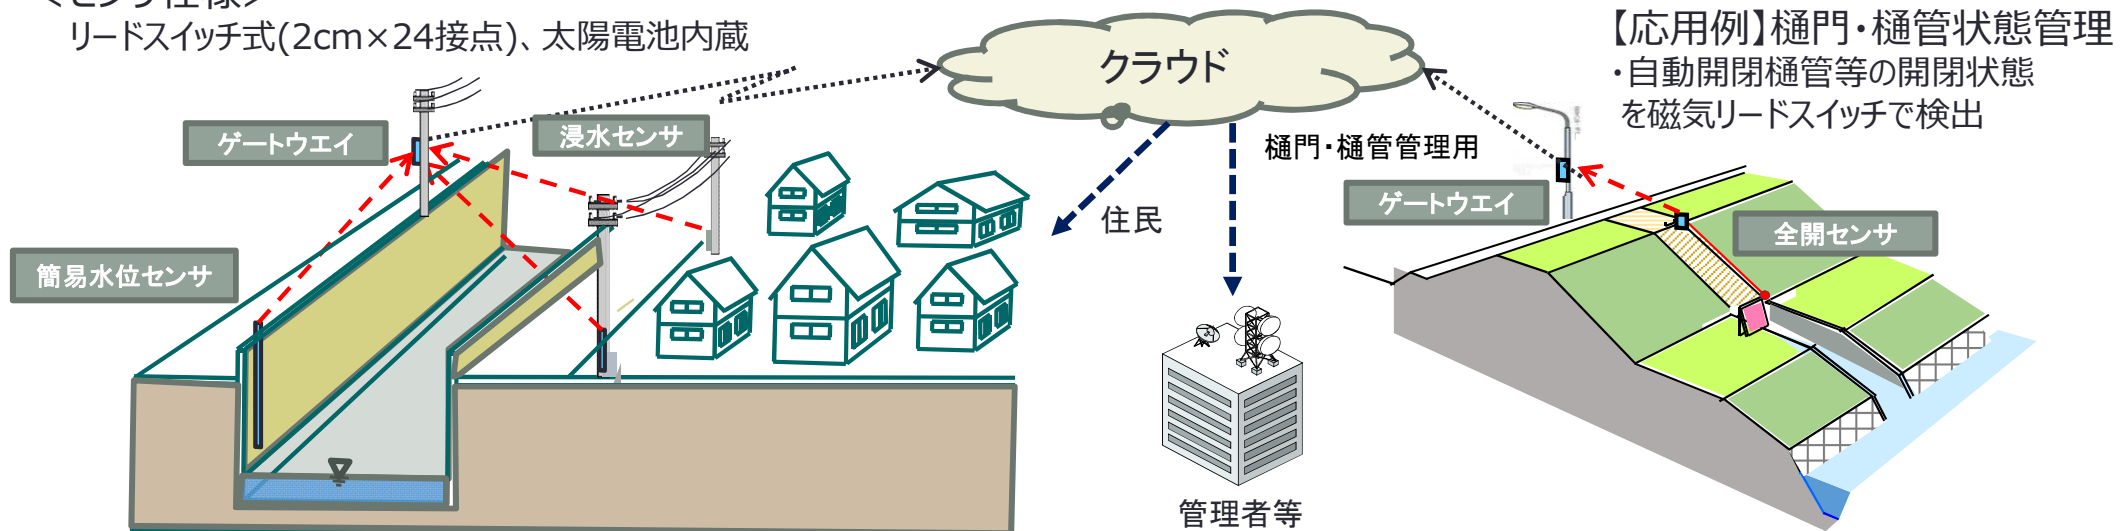 ＜センサ仕様＞
リードスイッチ式(2cm×24接点)、太陽電池内蔵
クラウド
【応用例】樋門・樋管状態管理
・自動開閉樋管等の開閉状態
を磁気リードスイッチで検出
ゲートウエイ
浸水センサ
樋門・樋管管理用
ゲートウエイ
住民
全開センサ
簡易水位センサ
管理者等